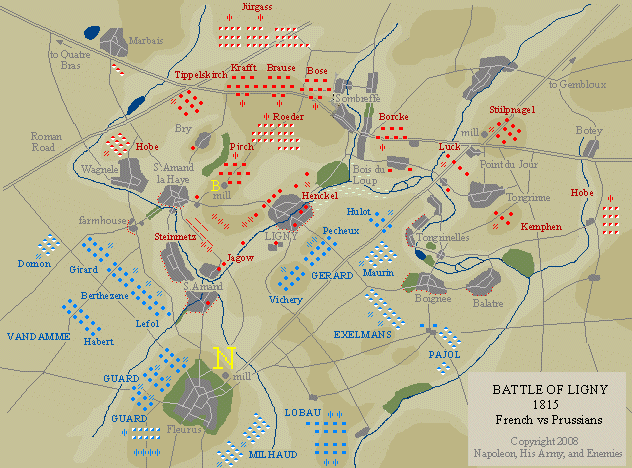 Jürgass
Marbais
to Quatre
Bras
Tippelskirch
Krafft
Brause
Bose
Sombreffe
to Gembloux
Roman
Road
Hobe
Bry
Roeder
Borcke
Stülpnagel
mill
Botey
Wagnele
S. Amand
la Haye
Pirch
B
mill
Bois du
Loup
Luck
Point du Jour
Tongrinne
Hobe
farmhouse
Steinmetz
LIGNY
Henckel
Hulot
Kemphen
Pecheux
Tongrinelles
Domon
Girard
Jagow
GERARD
Maurin
Berthezene
S. Amand
Vichery
Boignee
Balatre
VANDAMME
Habert
Lefol
EXELMANS
PAJOL
GUARD
N
mill
GUARD
Fleurus
LOBAU
MILHAUD
BATTLE OF LIGNY
1815
French vs Prussians
Copyright 2008
Napoleon, His Army, and Enemies